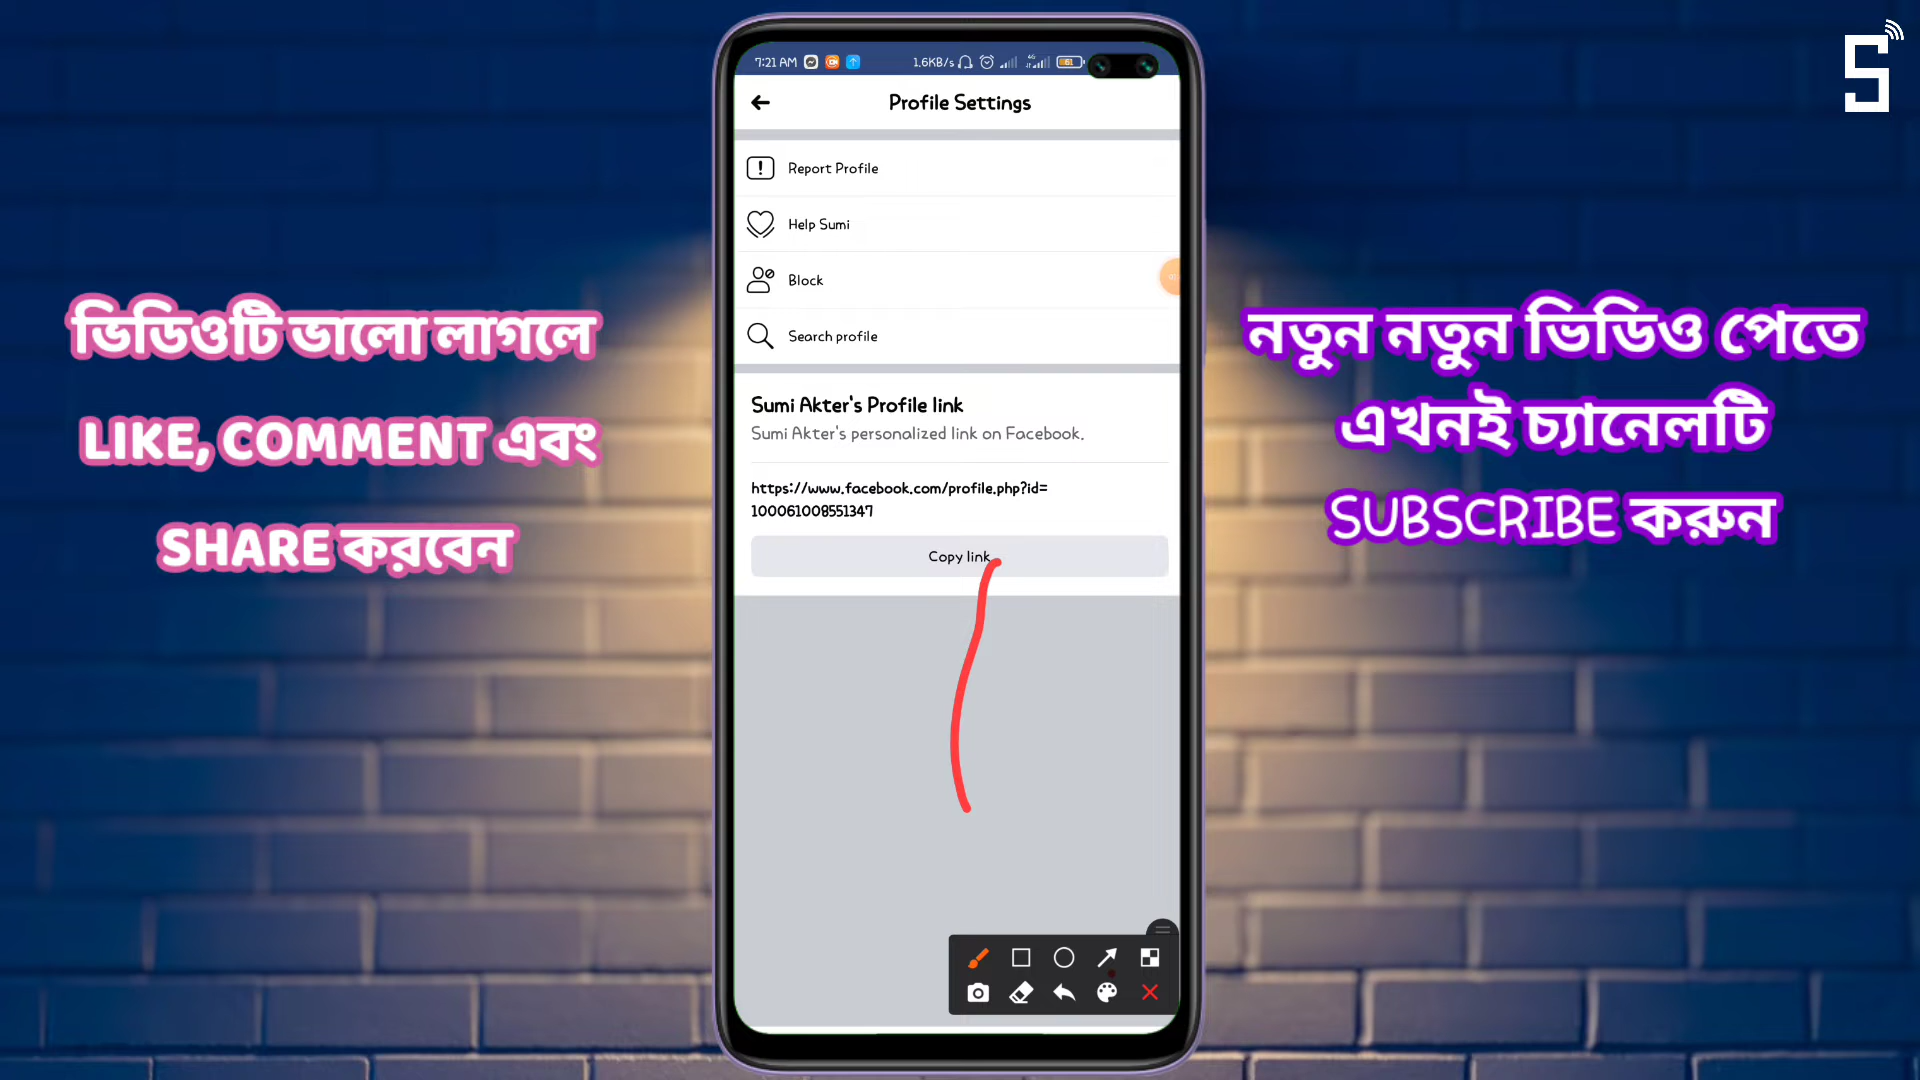 7:21 AM 1.6KB/s 4G 61
Profile Settings
Report Profile
Help Sumi
Block
Search profile
Sumi Akter's Profile link
Sumi Akter's personalized link on Facebook.
https://www.facebook.com/profile.php?id=
100061008551347
Copy link
ভিডিওটি ভালো লাগলে
LIKE, COMMENT এবং
SHARE করবেন
নতুন নতুন ভিডিও পেতে
এখনই চ্যানেলটি
SUBSCRIBE করুন
S